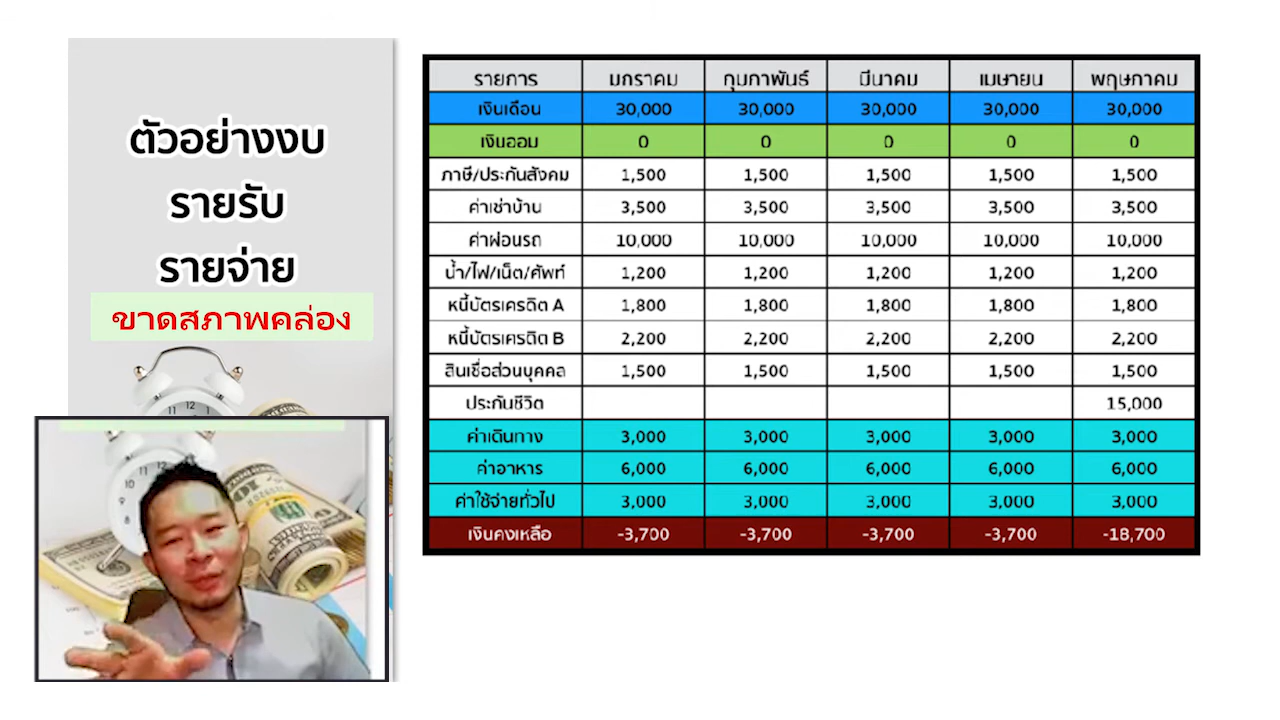 ตัวอย่างงบ
รายรับ
รายจ่าย
ขาดสภาพคล่อง
รายการ มกราคม กุมภาพันธ์ มีนาคม เมษายน พฤษภาคม
เงินเดือน 30,000 30,000 30,000 30,000 30,000
เงินออม 0 0 0 0 0
ภาษี/ประกันสังคม 1,500 1,500 1,500 1,500 1,500
ค่าเช่าบ้าน 3,500 3,500 3,500 3,500 3,500
ค่าผ่อนรถ 10,000 10,000 10,000 10,000 10,000
น้ำ/ไฟ/เน็ต/ศัพท์ 1,200 1,200 1,200 1,200 1,200
หนี้บัตรเครดิต A 1,800 1,800 1,800 1,800 1,800
หนี้บัตรเครดิต B 2,200 2,200 2,200 2,200 2,200
สินเชื่อส่วนบุคคล 1,500 1,500 1,500 1,500 1,500
ประกันชีวิต 15,000
ค่าเดินทาง 3,000 3,000 3,000 3,000 3,000
ค่าอาหาร 6,000 6,000 6,000 6,000 6,000
ค่าใช้จ่ายทั่วไป 3,000 3,000 3,000 3,000 3,000
เงินคงเหลือ -3,700 -3,700 -3,700 -3,700 -18,700
11 12 1
11 12
10
9
8